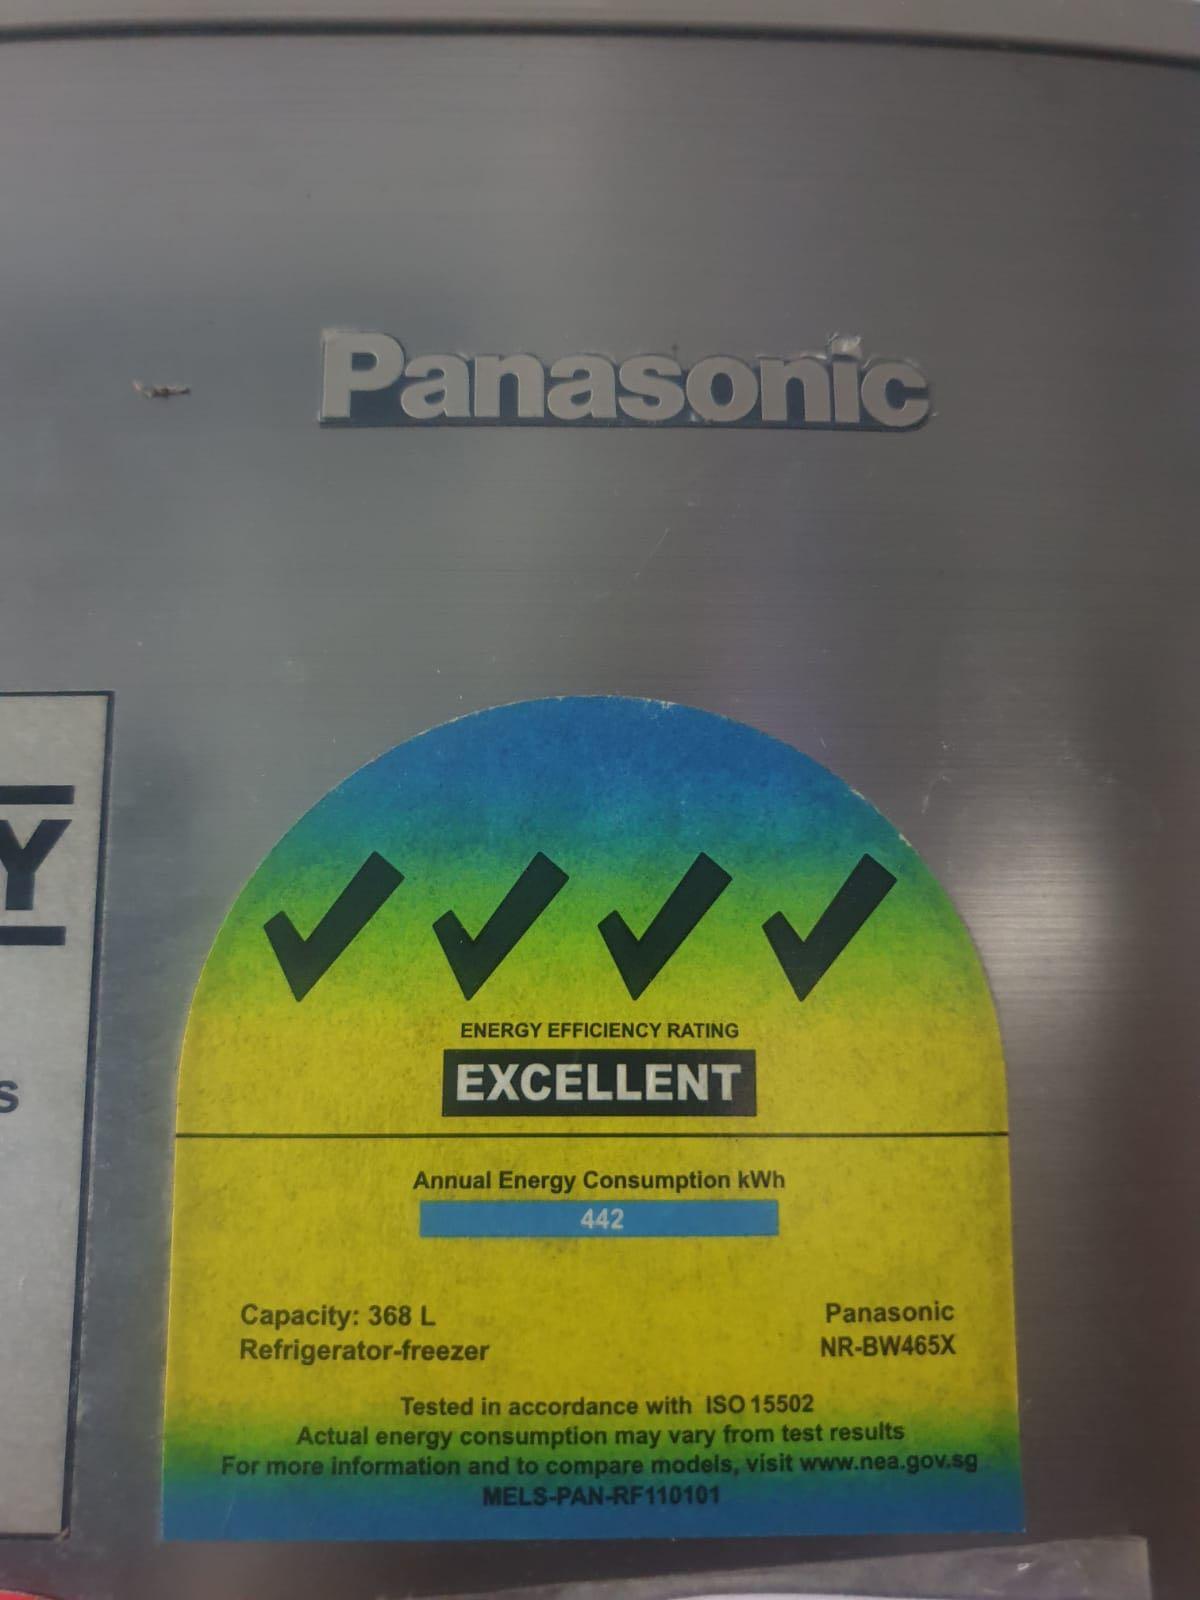 Panasonic
Y
S
ENERGY EFFICIENCY RATING
EXCELLENT
Annual Energy Consumption kWh
442
Capacity: 368 L
Refrigerator-freezer
Panasonic
NR-BW465X
Tested in accordance with ISO 15502
Actual energy consumption may vary from test results
For more information and to compare models, visit www.nea.gov.sg
MELS-PAN-RF110101